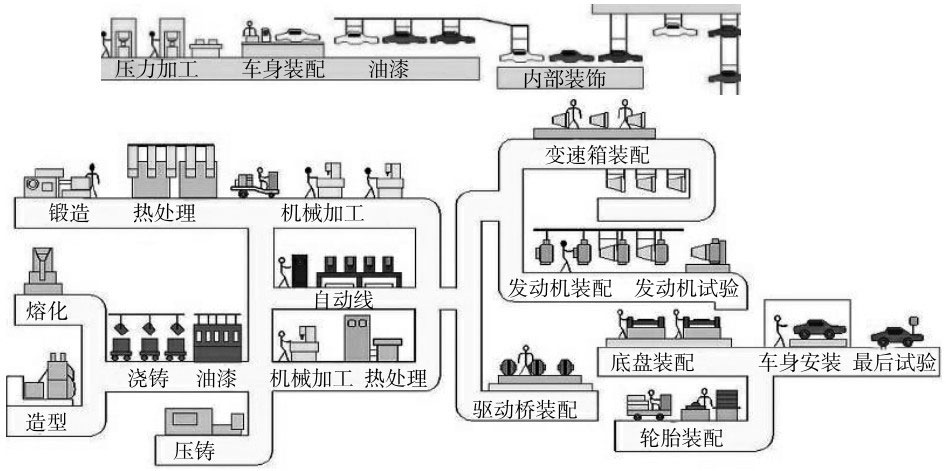 压力加工
车身装配
油漆
内部装饰
变速箱装配
锻造
热处理
机械加工
熔化
自动线
发动机装配
发动机试验
浇铸
油漆
机械加工
热处理
底盘装配
车身安装
最后试验
造型
压铸
驱动桥装配
轮胎装配